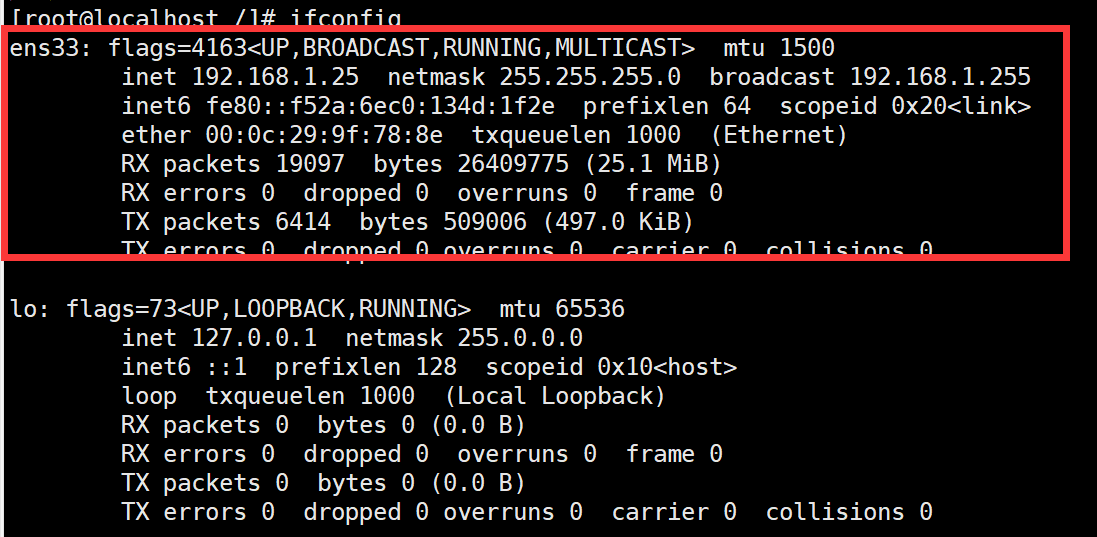 [root@localhost /]# ifconfig
ens33: flags=4163<UP,BROADCAST,RUNNING,MULTICAST>  mtu 1500
        inet 192.168.1.25  netmask 255.255.255.0  broadcast 192.168.1.255
        inet6 fe80::f52a:6ec0:134d:1f2e  prefixlen 64  scopeid 0x20<link>
        ether 00:0c:29:9f:78:8e  txqueuelen 1000  (Ethernet)
        RX packets 19097  bytes 26409775 (25.1 MiB)
        RX errors 0  dropped 0  overruns 0  frame 0
        TX packets 6414  bytes 509006 (497.0 KiB)
        TX errors 0  dropped 0 overruns 0  carrier 0  collisions 0
lo: flags=73<UP,LOOPBACK,RUNNING>  mtu 65536
        inet 127.0.0.1  netmask 255.0.0.0
        inet6 ::1  prefixlen 128  scopeid 0x10<host>
        loop  txqueuelen 1000  (Local Loopback)
        RX packets 0  bytes 0 (0.0 B)
        RX errors 0  dropped 0  overruns 0  frame 0
        TX packets 0  bytes 0 (0.0 B)
        TX errors 0  dropped 0 overruns 0  carrier 0  collisions 0